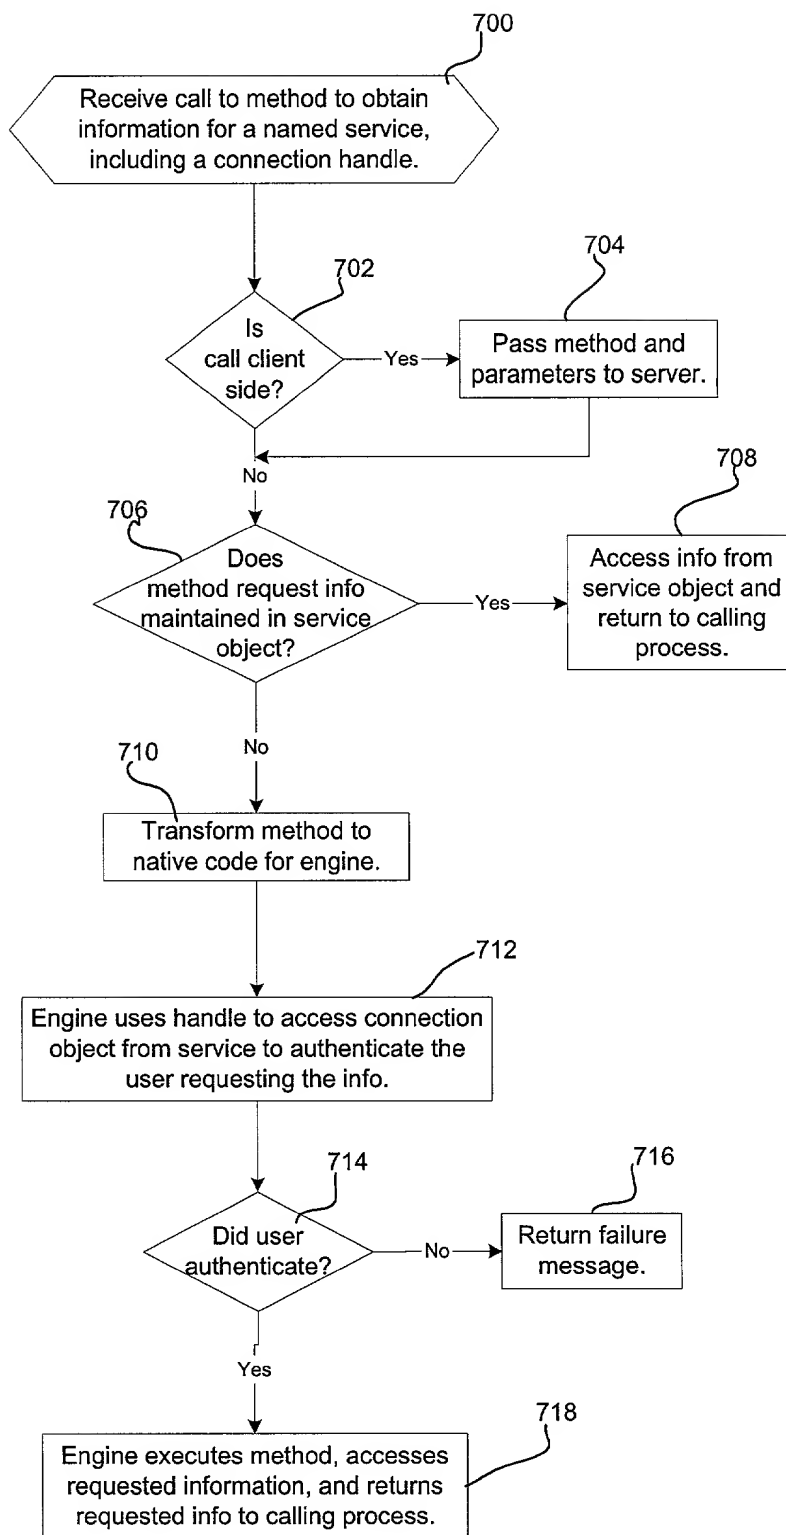 700
Receive call to method to obtain
information for a named service,
including a connection handle.
702
Is
call client
side?
Yes
704
Pass method and
parameters to server.
No
706
Does
method request info
maintained in service
object?
Yes
708
Access info from
service object and
return to calling
process.
No
710
Transform method to
native code for engine.
712
Engine uses handle to access connection
object from service to authenticate the
user requesting the info.
714
Did user
authenticate?
No
716
Return failure
message.
Yes
718
Engine executes method, accesses
requested information, and returns
requested info to calling process.